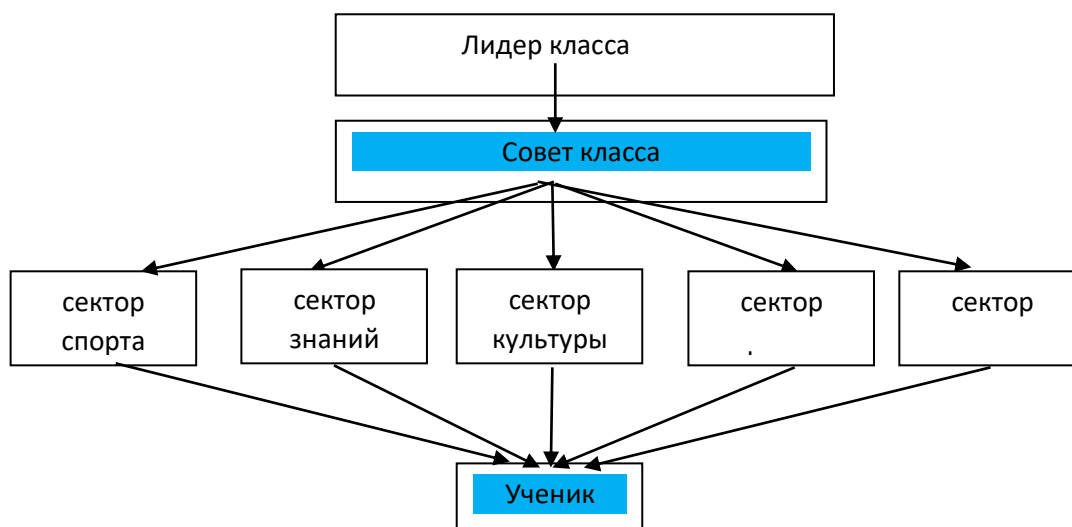 Лидер класса
Совет класса
сектор
спорта
сектор
знаний
сектор
культуры
сектор
сектор
Ученик